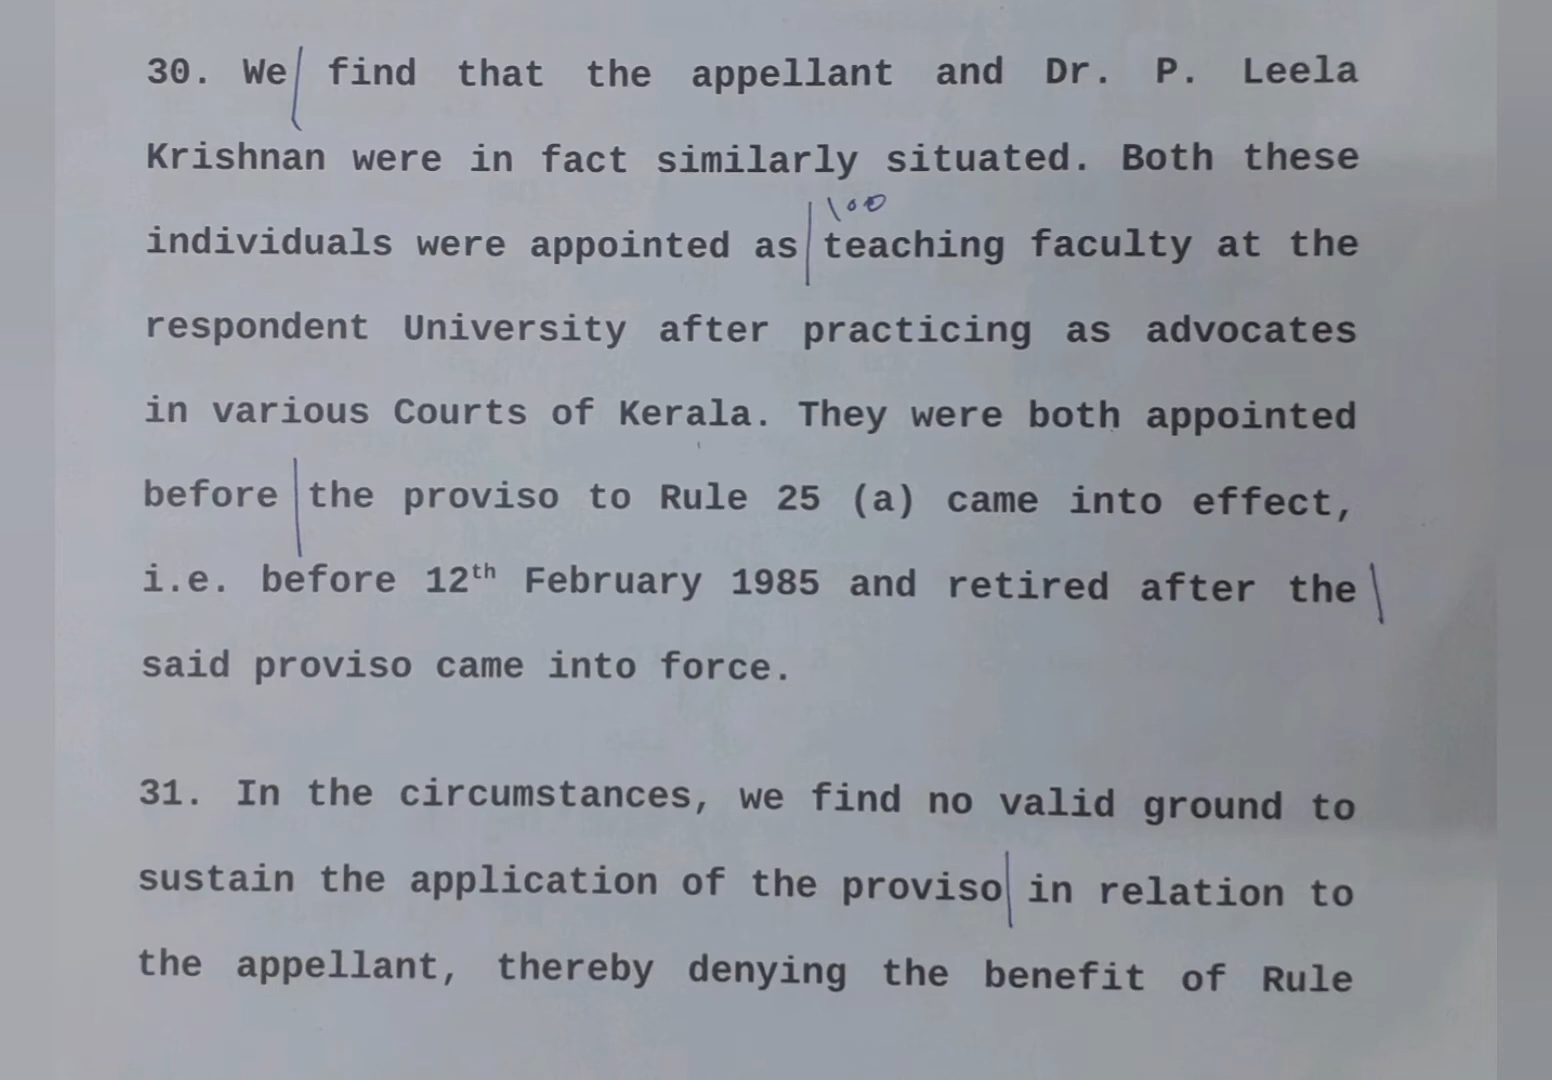 30. We find that the appellant and Dr. P. Leela
Krishnan were in fact similarly situated. Both these
100
individuals were appointed as teaching faculty at the
respondent University after practicing as advocates
in various Courts of Kerala. They were both appointed
before the proviso to Rule 25 (a) came into effect,
i.e. before 12th February 1985 and retired after the
said proviso came into force.
31. In the circumstances, we find no valid ground to
sustain the application of the proviso in relation to
the appellant, thereby denying the benefit of Rule